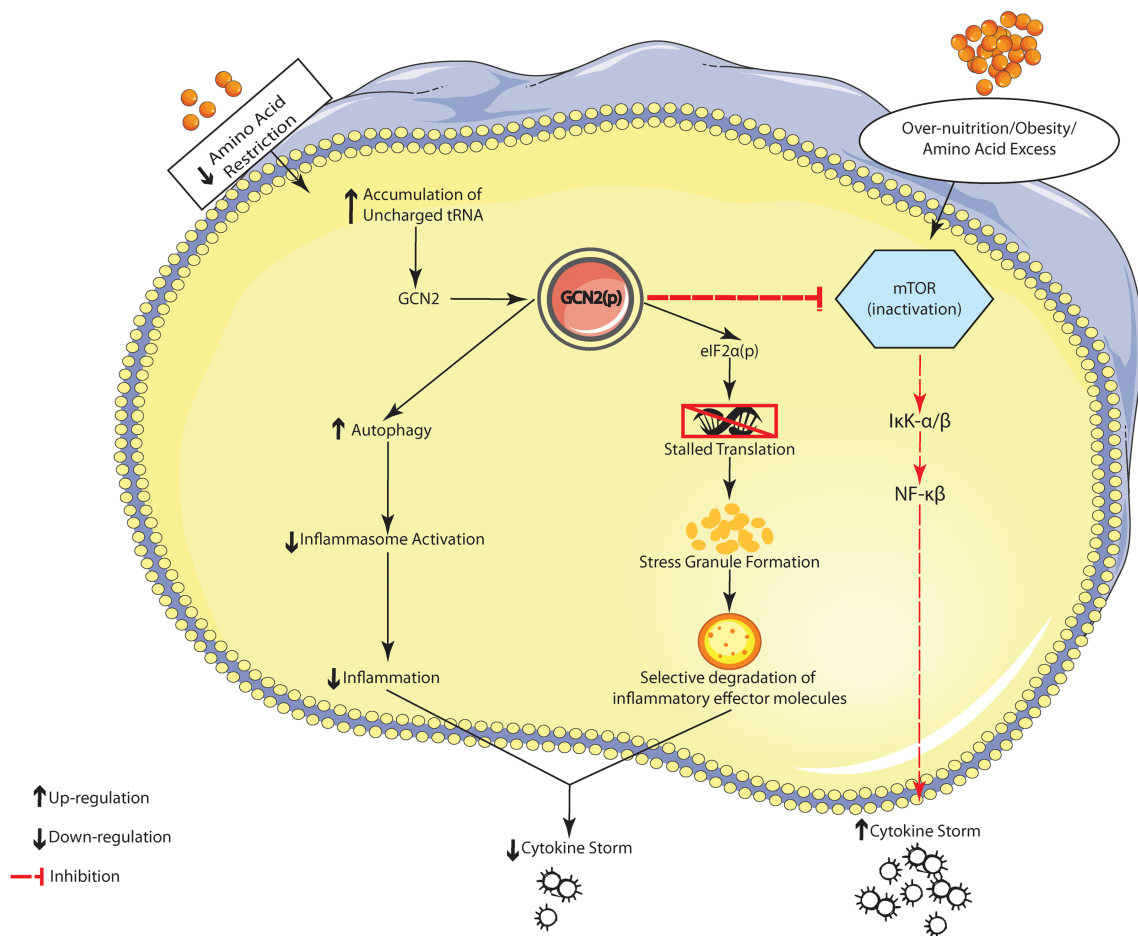 Amino Acid
Restriction
Over-nuitrition/Obesity/
Amino Acid Excess
Accumulation of
Uncharged tRNA
GCN2
GCN2(p)
mTOR
(inactivation)
eIF2α(p)
Autophagy
IκK-α/β
Stalled Translation
NF-κβ
Inflammasome Activation
Stress Granule Formation
Inflammation
Selective degradation of
inflammatory effector molecules
Up-regulation
Down-regulation
Inhibition
Cytokine Storm
Cytokine Storm